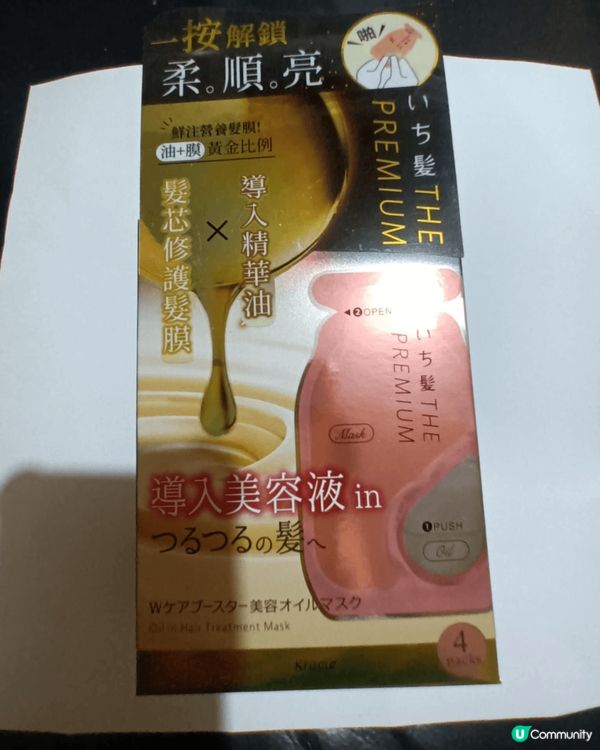 一按解鎖
柔。順。亮
啪
鮮注營養髮膜!
油+膜 黃金比例
髮芯修護髮膜
×
導入精華油
いち髪 THE
PREMIUM
◀❷OPEN
いち髪 THE
PREMIUM
Mask
導入美容液 in
つるつるの髪へ
❶PUSH
Oil
Wケアブースター美容オイルマスク
Oil in Hair Treatment Mask
4
packs
Kracie
U Community